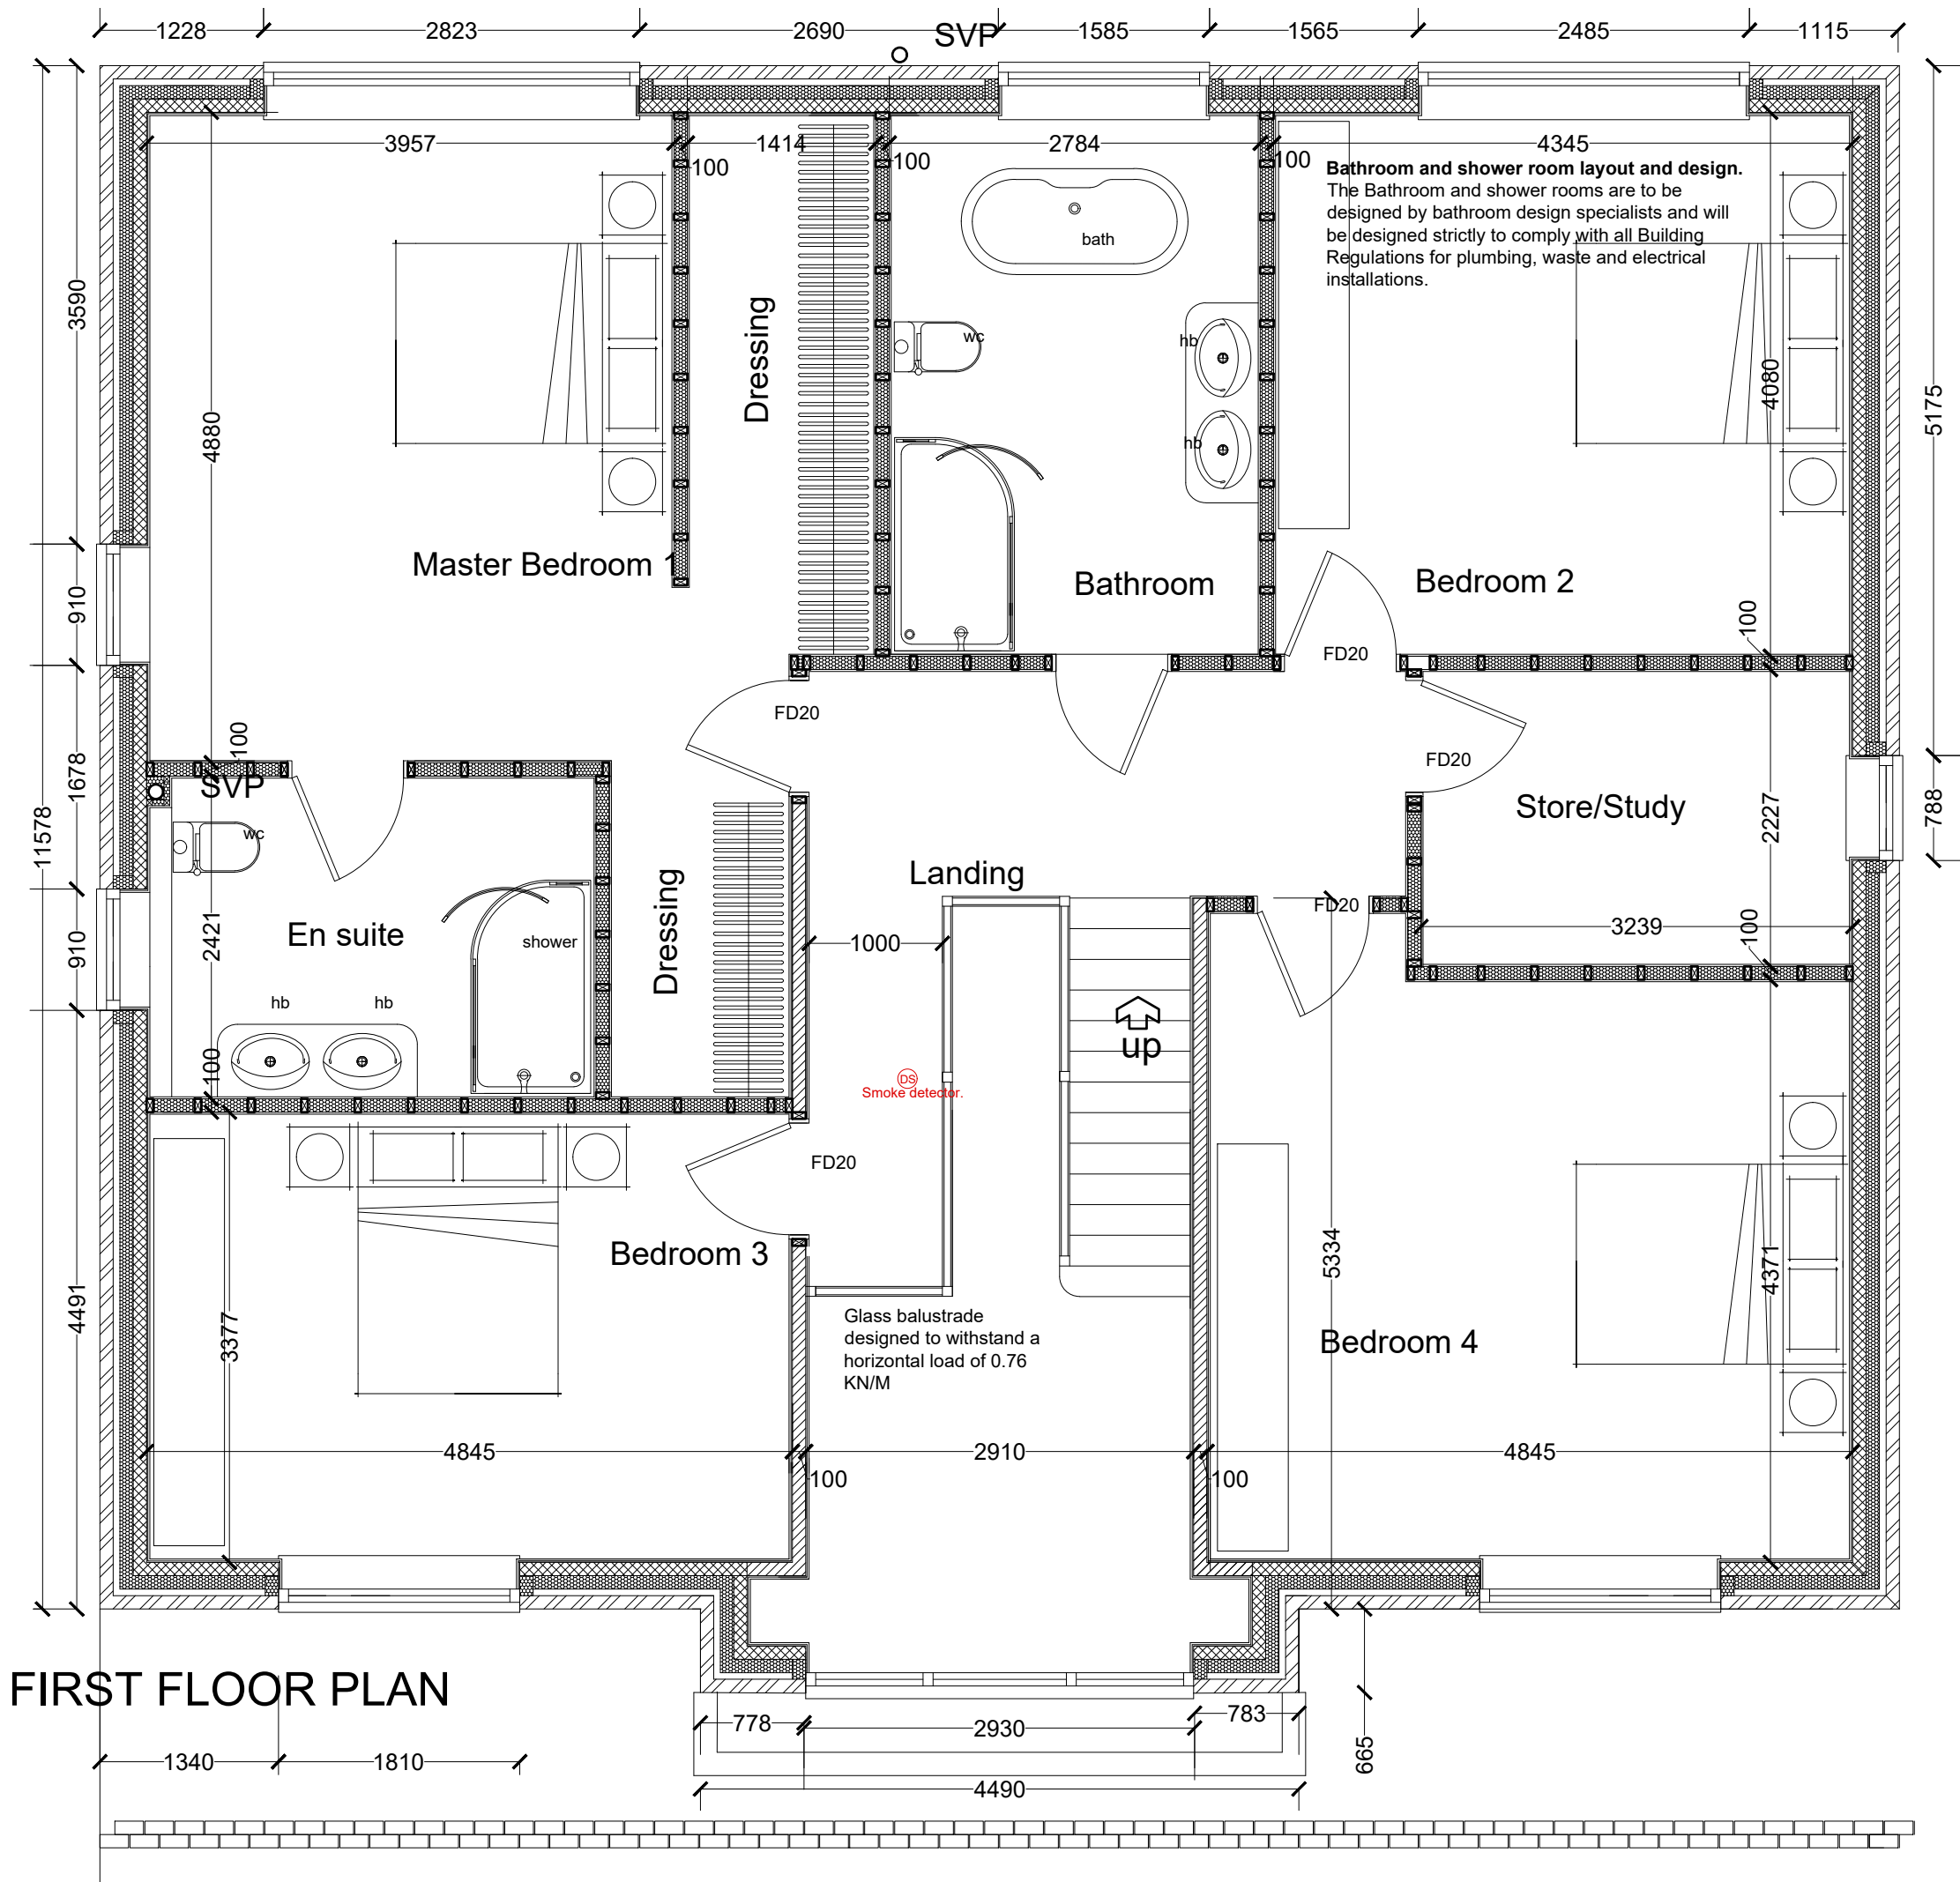 1228 2823 2690 SVP 1585 1565 2485 1115
3957 1414 2784 4345
100 100 100
Bathroom and shower room layout and design.
The Bathroom and shower rooms are to be
designed by bathroom design specialists and will
be designed strictly to comply with all Building
Regulations for plumbing, waste and electrical
installations.
bath
3590
Dressing
wc
hb
4080
5175
4880
hb
Master Bedroom 1
Bathroom
Bedroom 2
910
100
FD20
FD20
100
1678
SVP
FD20
11578
wc
Store/Study
2227
788
Landing
FD20
910
2421
En suite
shower
Dressing
1000
3239
100
hb hb
up
100
DS
Smoke detector.
FD20
Bedroom 3
5334
4371
4491
3377
Glass balustrade
designed to withstand a
horizontal load of 0.76
KN/M
Bedroom 4
4845 2910 4845
100 100
FIRST FLOOR PLAN
778 2930 783
665
1340 1810
4490